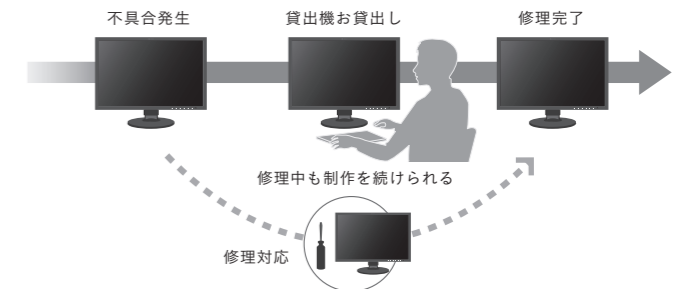 不具合発生
貸出機お貸出し
修理完了
修理中も制作を続けられる
修理対応